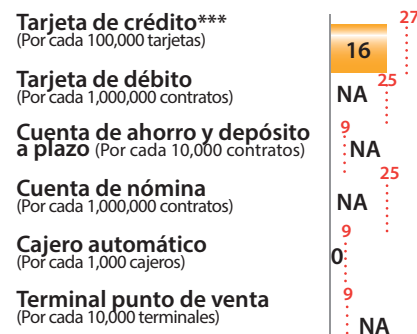 Tarjeta de crédito***
(Por cada 100,000 tarjetas)
27
16
Tarjeta de débito
(Por cada 1,000,000 contratos)
25
NA
Cuenta de ahorro y depósito
a plazo (Por cada 10,000 contratos)
9
NA
Cuenta de nómina
(Por cada 1,000,000 contratos)
25
NA
Cajero automático
(Por cada 1,000 cajeros)
9
0
Terminal punto de venta
(Por cada 10,000 terminales)
9
NA